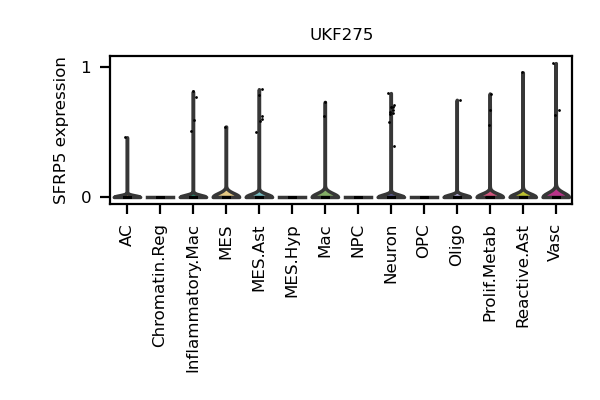 UKF275
SFRP5 expression
1
0
AC
Chromatin.Reg
Inflammatory.Mac
MES
MES.Ast
MES.Hyp
Mac
NPC
Neuron
OPC
Oligo
Prolif.Metab
Reactive.Ast
Vasc